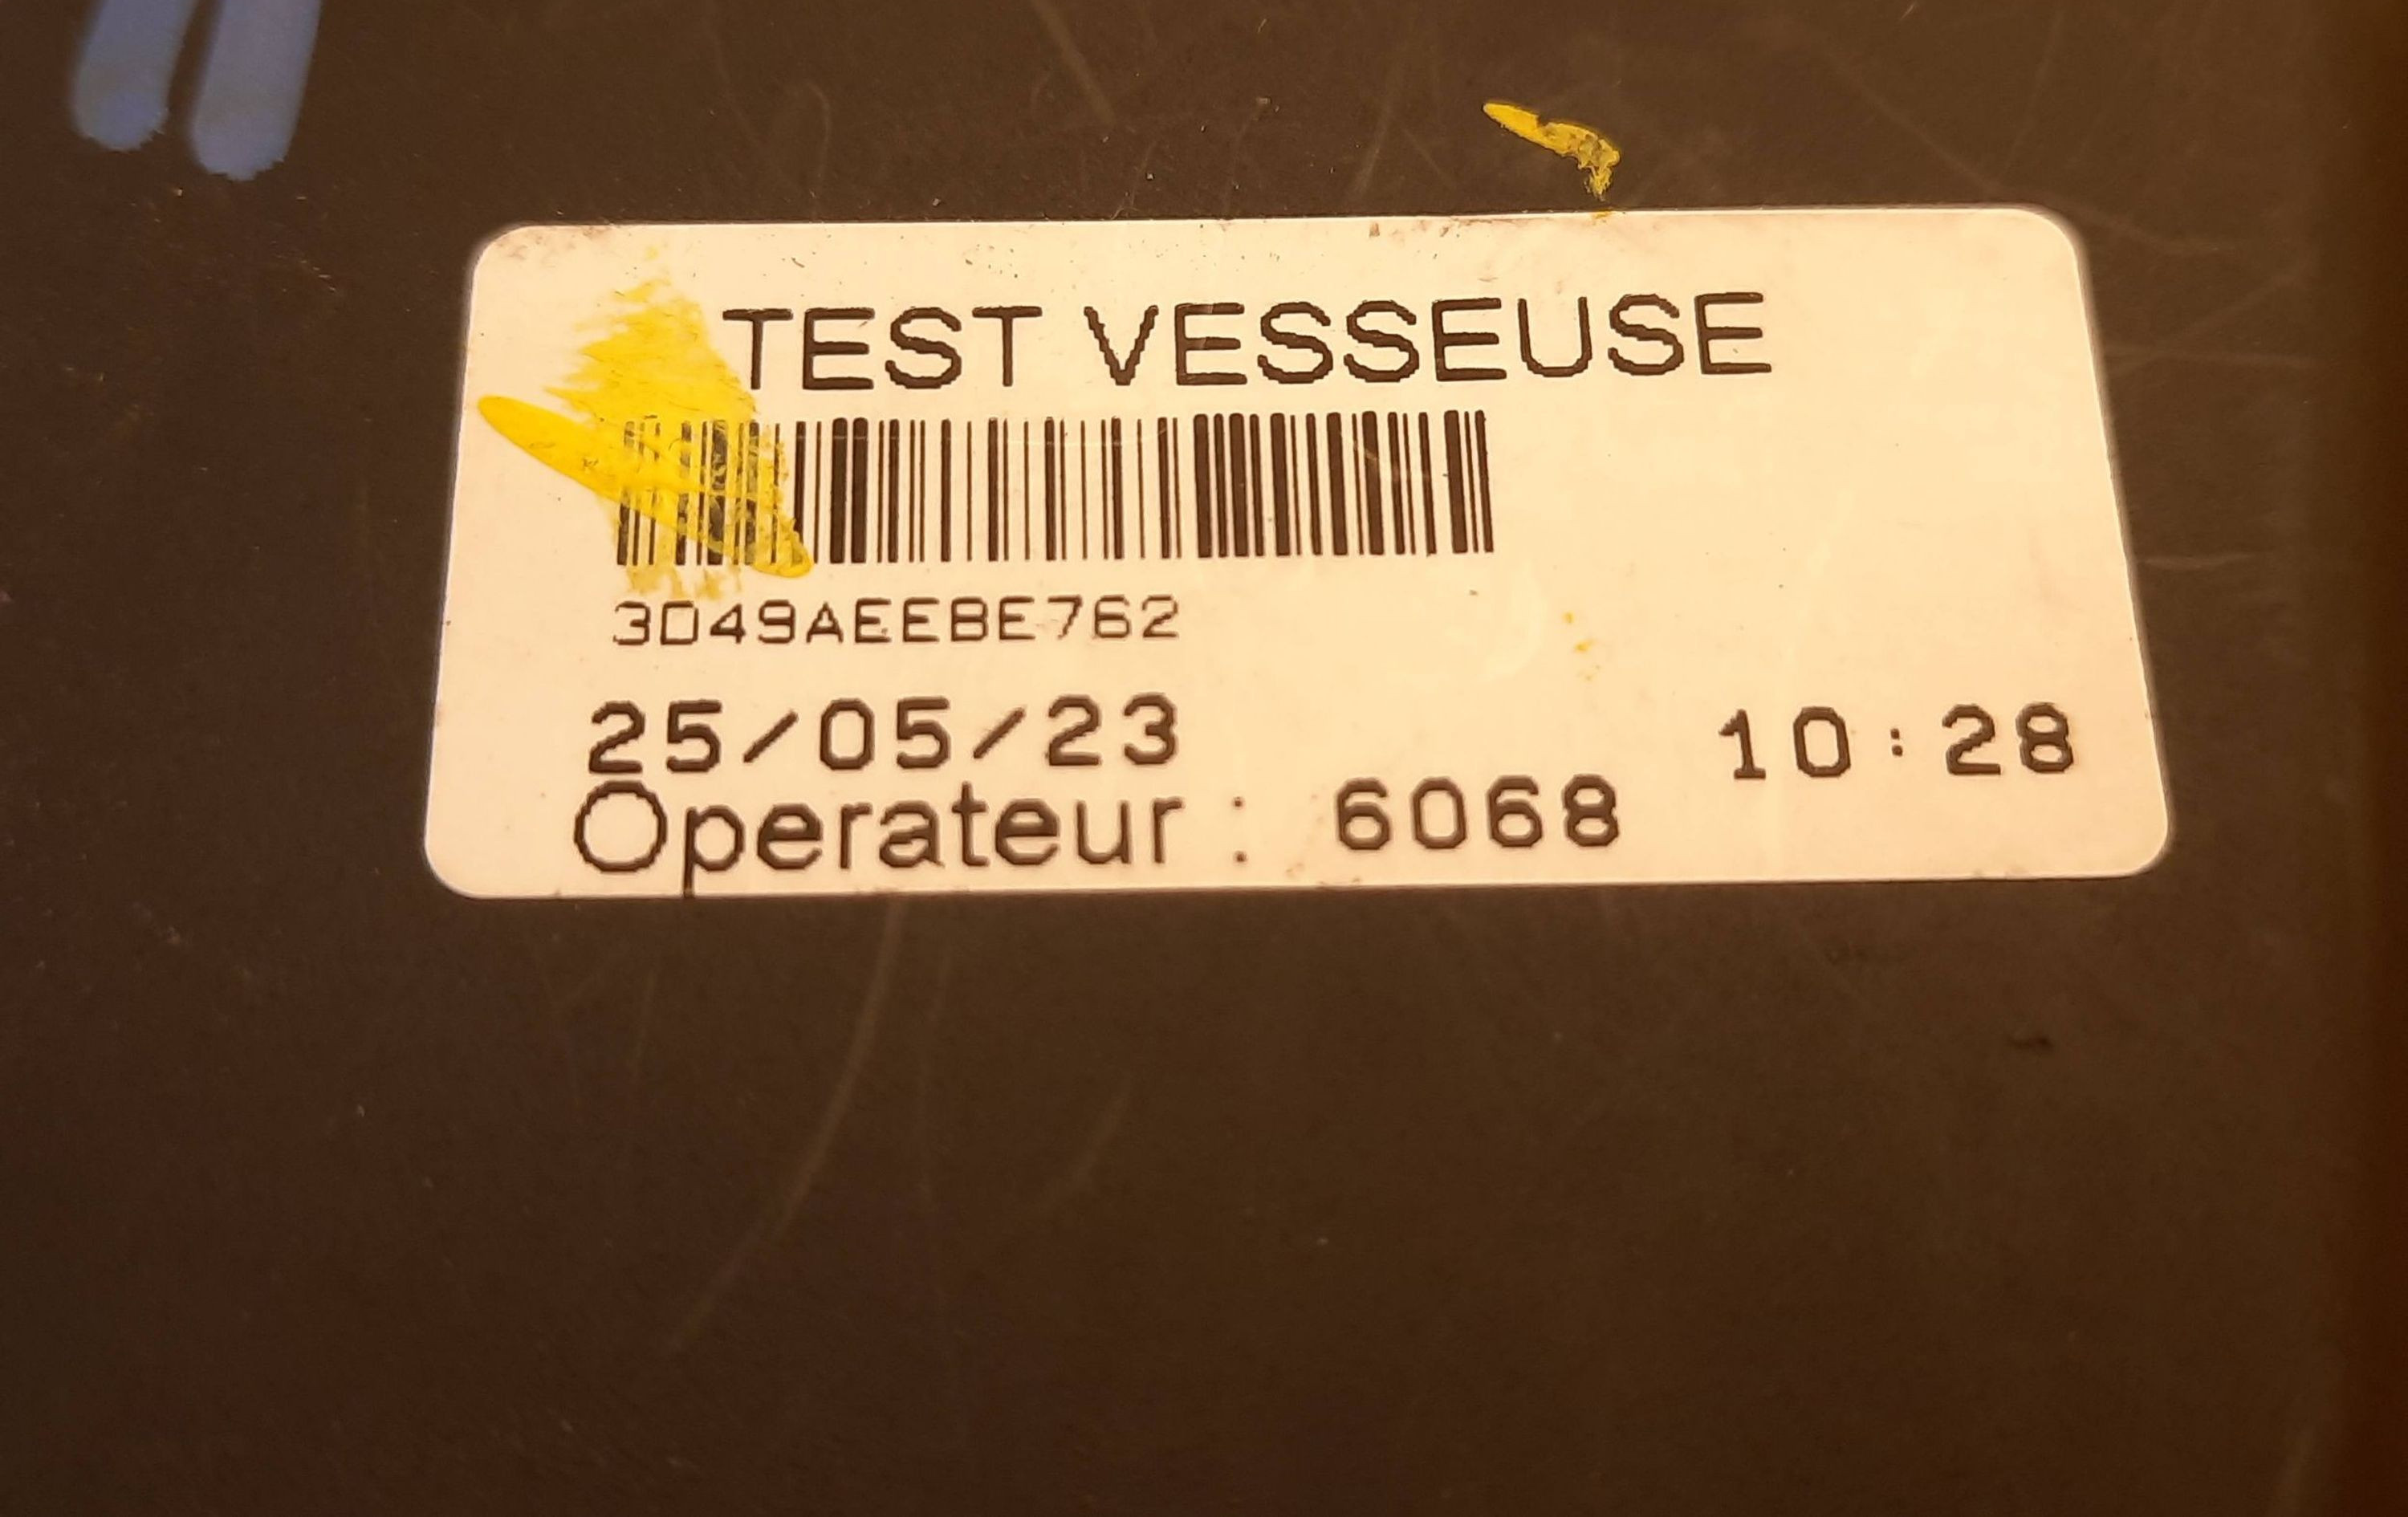 TEST VESSEUSE
3D49AEEBE762
25/05/23 10:28
Operateur : 6068